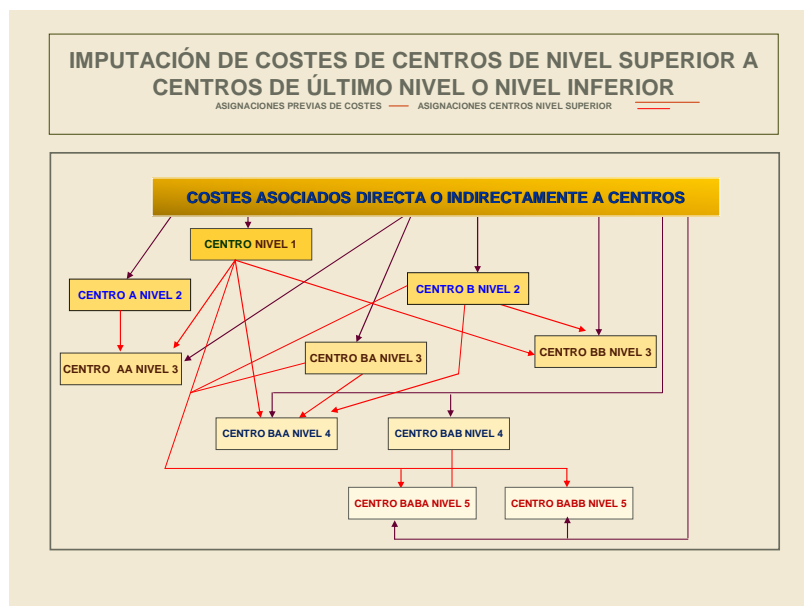 IMPUTACIÓN DE COSTES DE CENTROS DE NIVEL SUPERIOR A
CENTROS DE ÚLTIMO NIVEL O NIVEL INFERIOR
ASIGNACIONES PREVIAS DE COSTES ASIGNACIONES CENTROS NIVEL SUPERIOR
COSTES ASOCIADOS DIRECTA O INDIRECTAMENTE A CENTROS
CENTRO NIVEL 1
CENTRO A NIVEL 2
CENTRO B NIVEL 2
CENTRO AA NIVEL 3
CENTRO BA NIVEL 3
CENTRO BB NIVEL 3
CENTRO BAA NIVEL 4
CENTRO BAB NIVEL 4
CENTRO BABA NIVEL 5
CENTRO BABB NIVEL 5